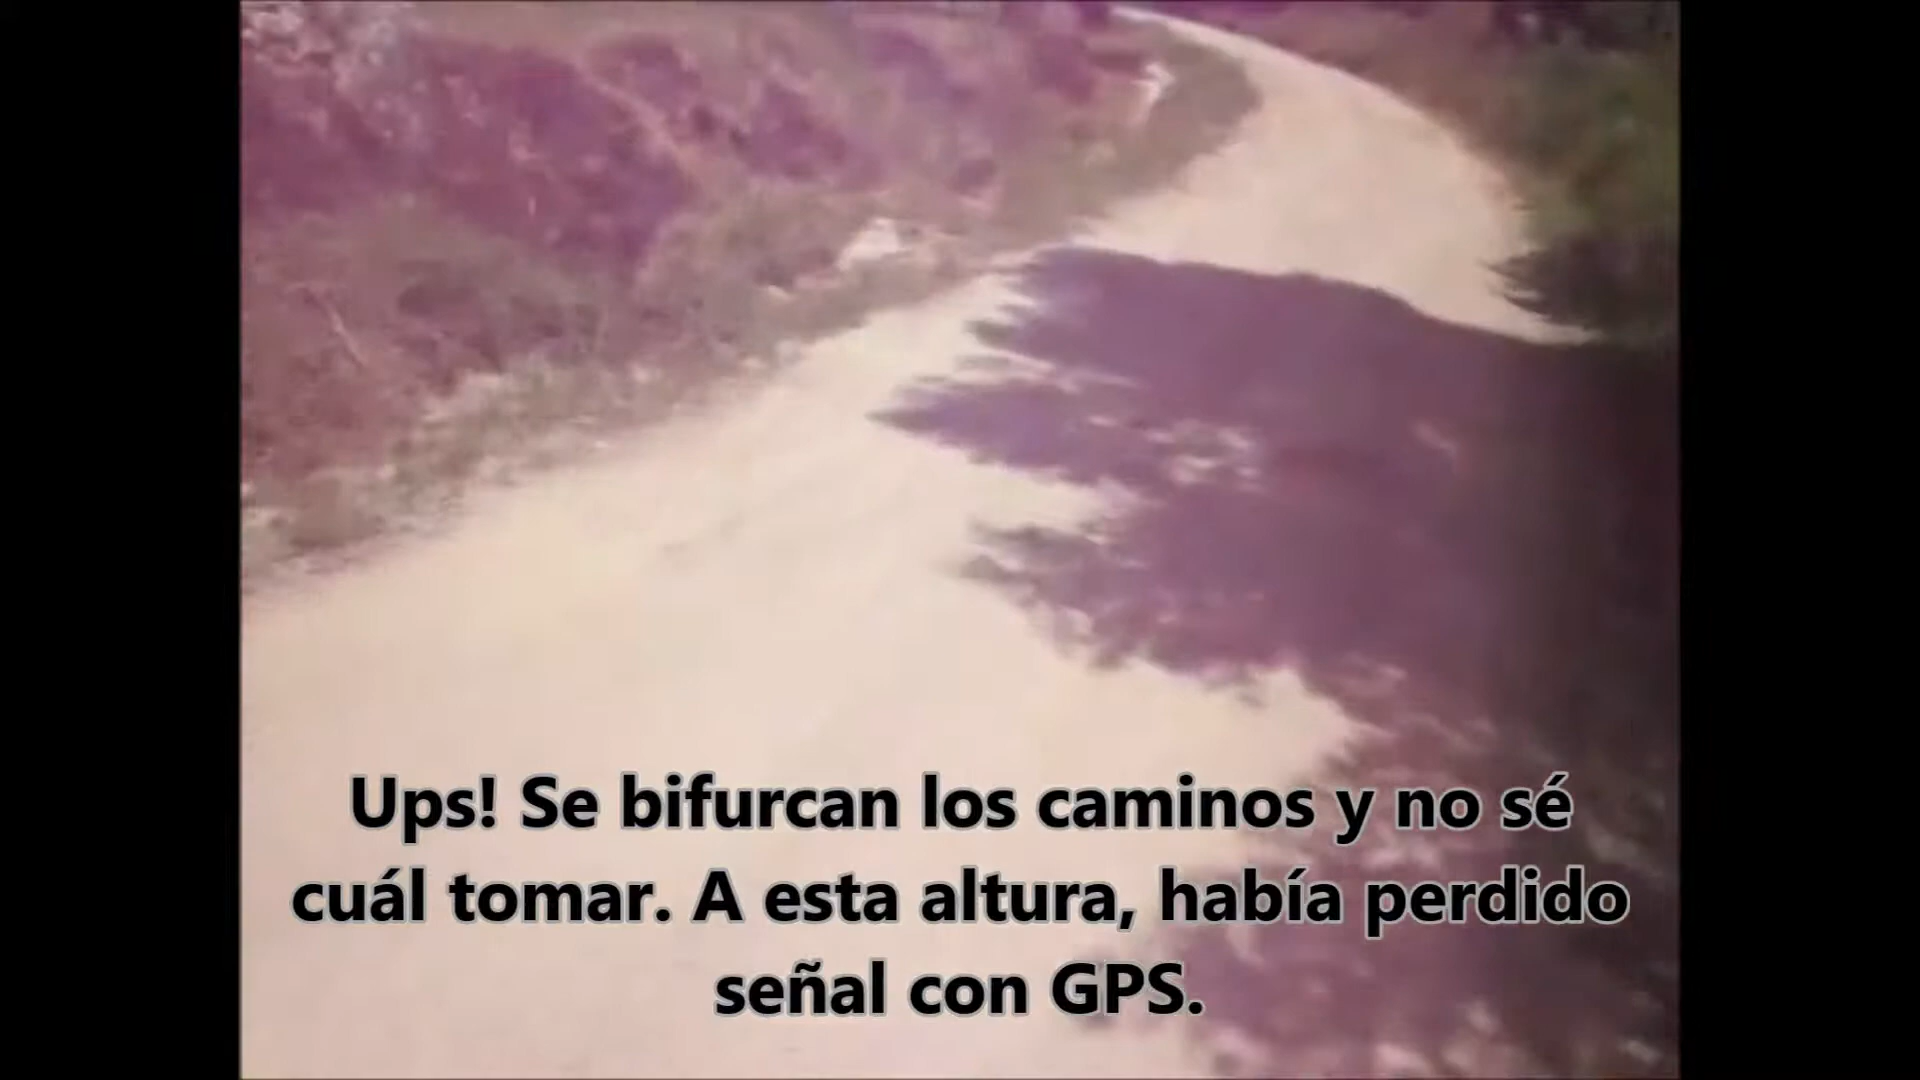 Ups! Se bifurcan los caminos y no sé
cuál tomar. A esta altura, había perdido
señal con GPS.